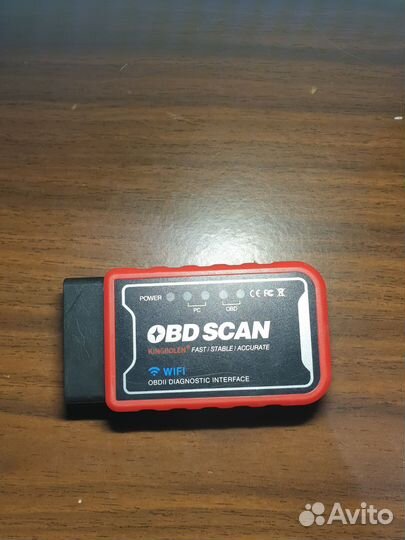 POWER
PC
OBD
CE FC
OBD SCAN
KINGBOLEN® FAST / STABLE / ACCURATE
WIFI
OBDII DIAGNOSTIC INTERFACE
Avito